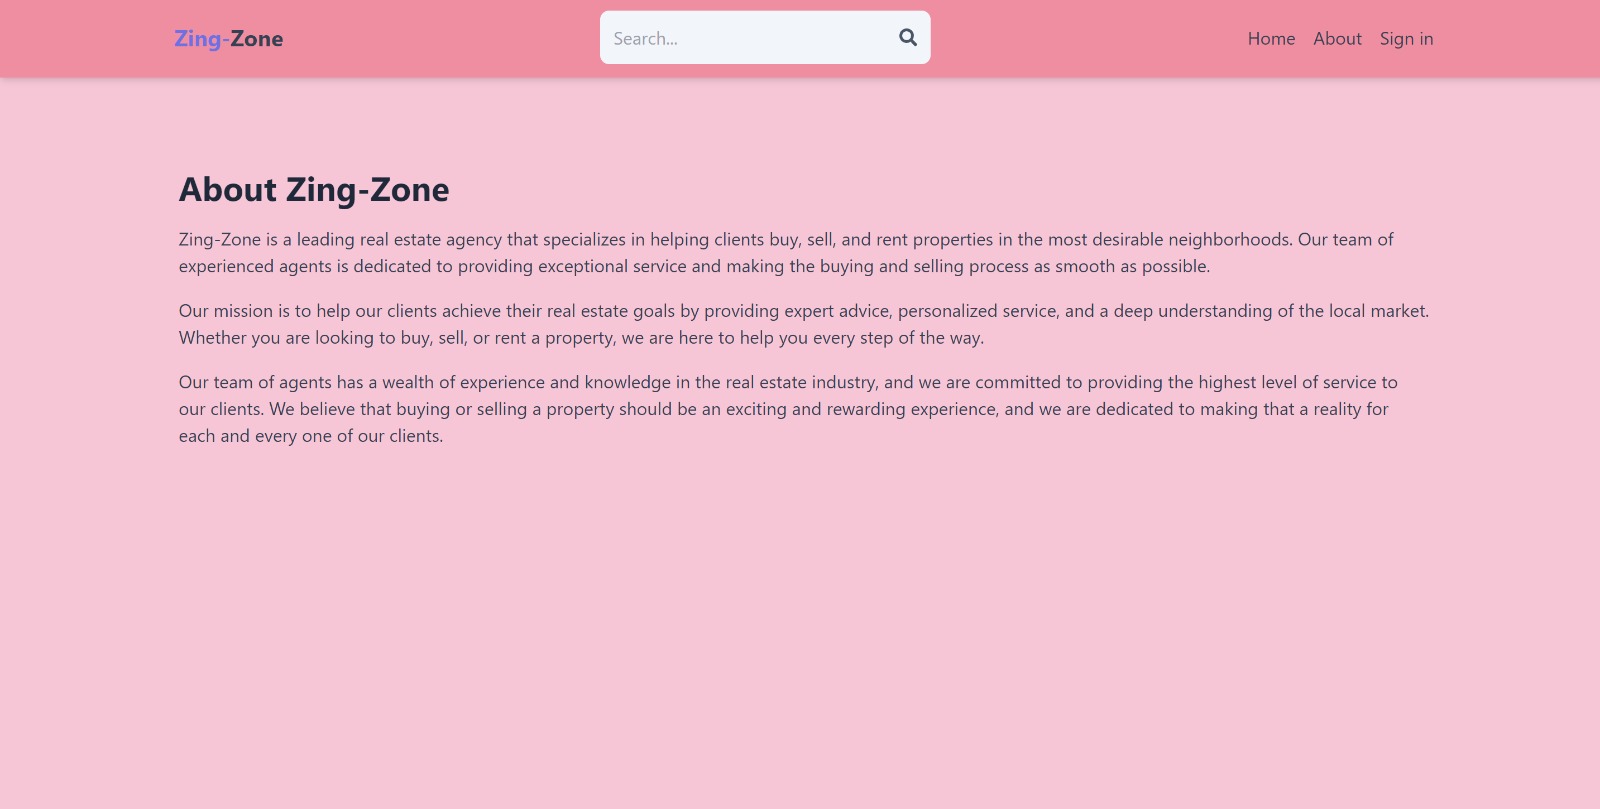 Zing-Zone
Search...
Home About Sign in
About Zing-Zone
Zing-Zone is a leading real estate agency that specializes in helping clients buy, sell, and rent properties in the most desirable neighborhoods. Our team of
experienced agents is dedicated to providing exceptional service and making the buying and selling process as smooth as possible.
Our mission is to help our clients achieve their real estate goals by providing expert advice, personalized service, and a deep understanding of the local market.
Whether you are looking to buy, sell, or rent a property, we are here to help you every step of the way.
Our team of agents has a wealth of experience and knowledge in the real estate industry, and we are committed to providing the highest level of service to
our clients. We believe that buying or selling a property should be an exciting and rewarding experience, and we are dedicated to making that a reality for
each and every one of our clients.